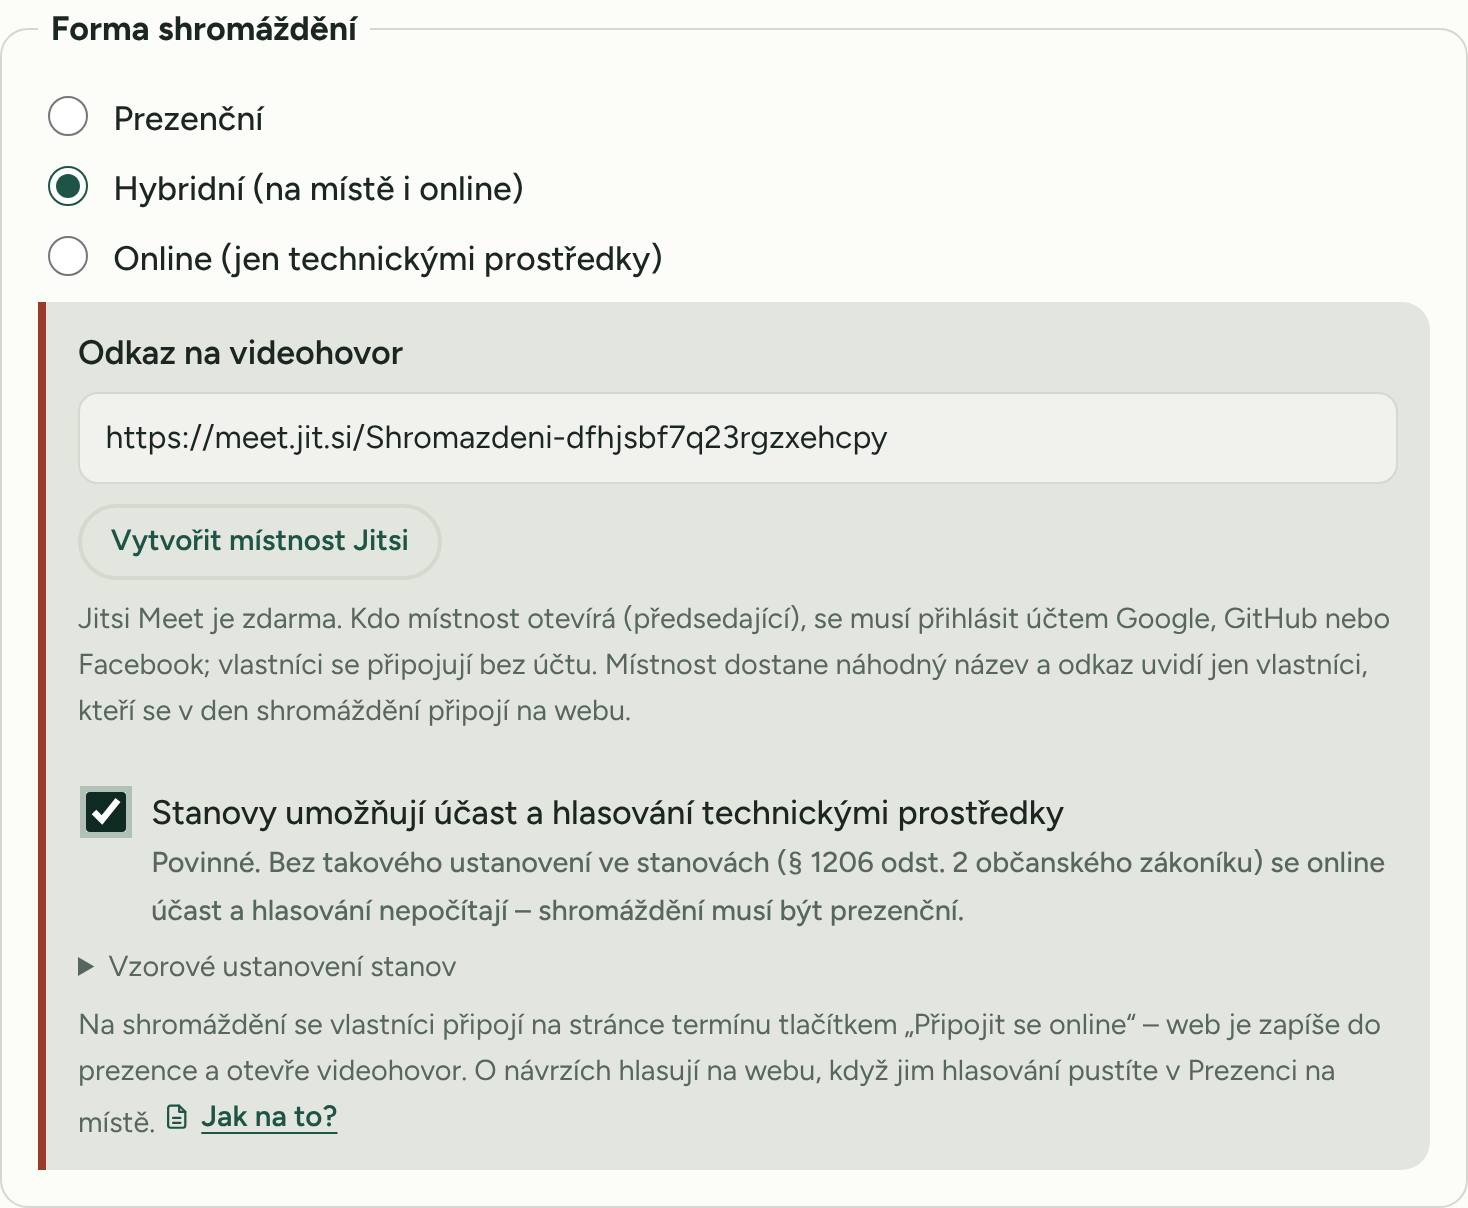 Forma shromáždění
Prezenční
Hybridní (na místě i online)
Online (jen technickými prostředky)
Odkaz na videohovor
https://meet.jit.si/Shromazdeni-dfhjsbf7q23rgzxehcpy
Vytvořit místnost Jitsi
Jitsi Meet je zdarma. Kdo místnost otevírá (předsedající), se musí přihlásit účtem Google, GitHub nebo
Facebook; vlastníci se připojují bez účtu. Místnost dostane náhodný název a odkaz uvidí jen vlastníci,
kteří se v den shromáždění připojí na webu.
Stanovy umožňují účast a hlasování technickými prostředky
Povinné. Bez takového ustanovení ve stanovách (§ 1206 odst. 2 občanského zákoníku) se online
účast a hlasování nepočítají – shromáždění musí být prezenční.
Vzorové ustanovení stanov
Na shromáždění se vlastníci připojí na stránce termínu tlačítkem „Připojit se online“ – web je zapíše do
prezence a otevře videohovor. O návrzích hlasují na webu, když jim hlasování pustíte v Prezenci na
místě. Jak na to?